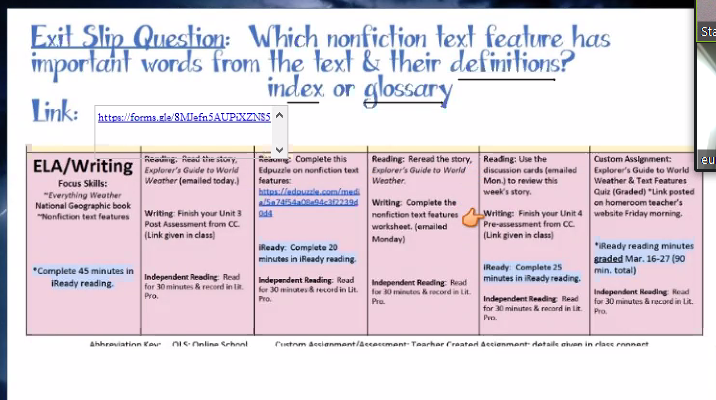 Exit Slip Question: Which nonfiction text feature has
important words from the text & their definitions?
index or glossary
Link:
https://forms.gle/8MJefn5AUPiXZN85
ELA/Writing
Focus Skills:
~Everything Weather
National Geographic book
~Nonfiction text features
*Complete 45 minutes in
iReady reading.
Reading: Read the story,
Explorer's Guide to World
Weather (emailed today.)
Writing: Finish your Unit 3
Post Assessment from CC.
(Link given in class)
Independent Reading: Read
for 30 minutes & record in Lit.
Pro.
Reading: Complete this
Edpuzzle on nonfiction text
features:
https://edpuzzle.com/medi
a/5e74f54a08e94c3f2239d
0d4
iReady: Complete 20
minutes in iReady reading.
Independent Reading: Read
for 30 minutes & record in Lit.
Pro.
Reading: Reread the story,
Explorer's Guide to World
Weather.
Writing: Complete the
nonfiction text features
worksheet. (emailed
Monday)
Independent Reading: Read
for 30 minutes & record in Lit.
Pro.
Reading: Use the
discussion cards (emailed
Mon.) to review this
week's story.
Writing: Finish your Unit 4
Pre-assessment from CC.
(Link given in class)
iReady: Complete 25
minutes in iReady reading.
Independent Reading: Read
for 30 minutes & record in Lit.
Pro.
Custom Assignment:
Explorer's Guide to World
Weather & Text Features
Quiz (Graded) *Link posted
on homeroom teacher's
website Friday morning.
*iReady reading minutes
graded Mar. 16-27 (90
min. total)
Independent Reading: Read
for 30 minutes & record in Lit.
Pro.
Abbreviation Key: OLS: Online School Custom Assignment/Assessment: Teacher Created Assignment; details given in class connect
Sta
eu